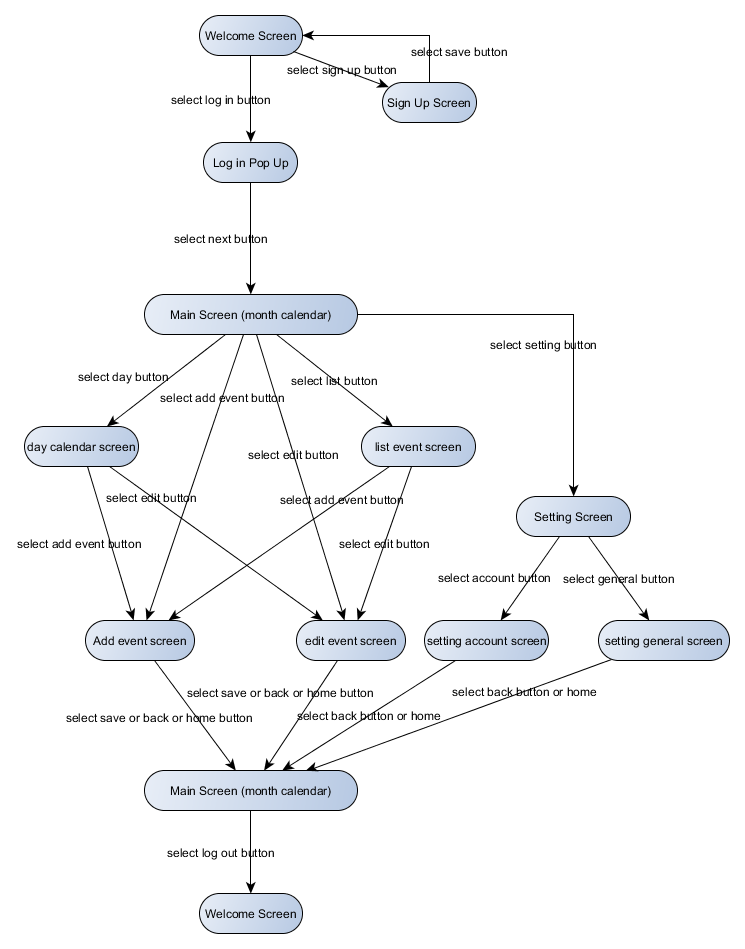 Welcome Screen
select save button
select sign up button
select log in button
Sign Up Screen
Log in Pop Up
select next button
Main Screen (month calendar)
select setting button
select day button
select list button
select add event button
day calendar screen
list event screen
select edit button
select edit button
select add event button
Setting Screen
select add event button
select edit button
select account button
select general button
Add event screen
edit event screen
setting account screen
setting general screen
select save or back or home button
select back button or home
select save or back or home button
select back button or home
Main Screen (month calendar)
select log out button
Welcome Screen